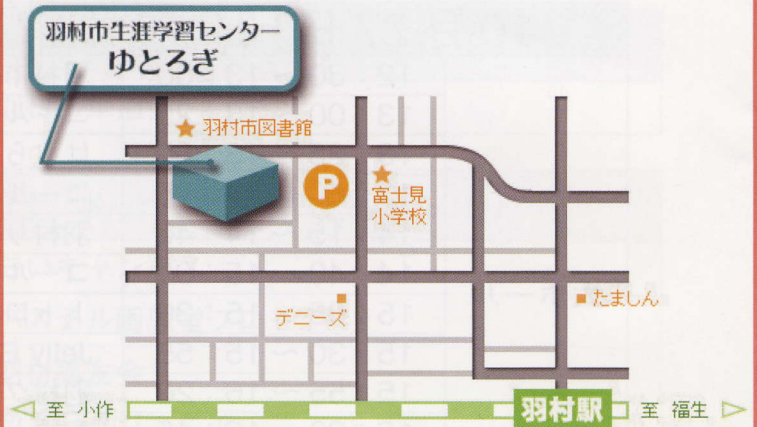 羽村市生涯学習センター
ゆとろぎ
羽村市図書館
P
富士見
小学校
デニーズ
たましん
至 小作
羽村駅
至 福生